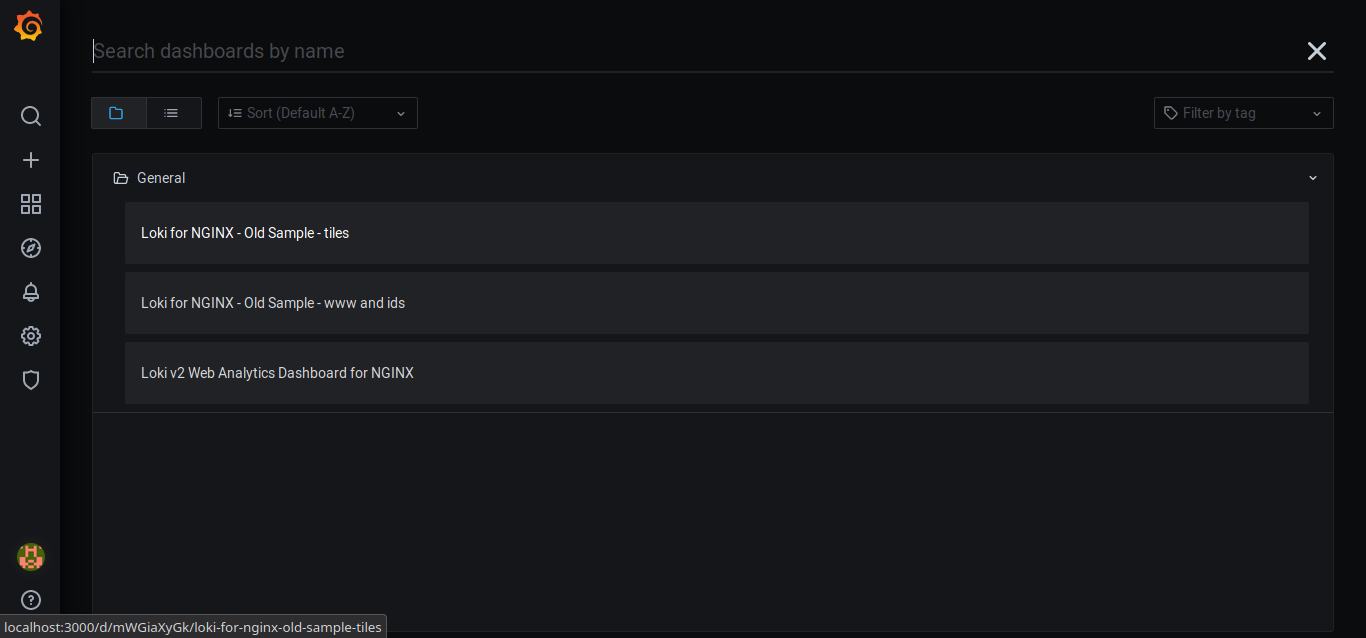 Search dashboards by name
Sort (Default A-Z)
Filter by tag
General
Loki for NGINX - Old Sample - tiles
Loki for NGINX - Old Sample - www and ids
Loki v2 Web Analytics Dashboard for NGINX
localhost:3000/d/mWGiaXyGk/loki-for-nginx-old-sample-tiles